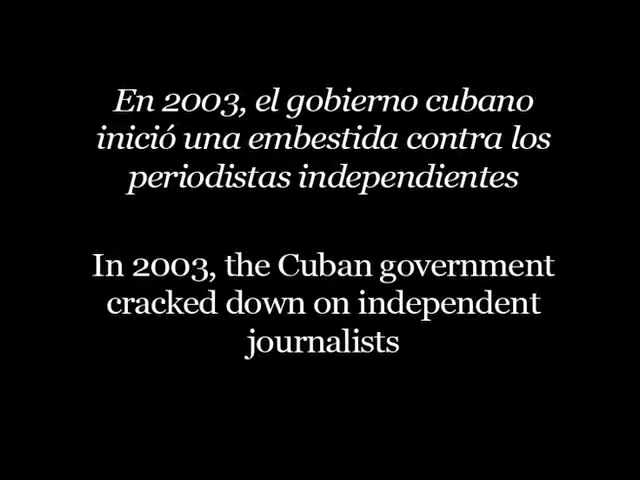 En 2003, el gobierno cubano
inició una embestida contra los
periodistas independientes
In 2003, the Cuban government
cracked down on independent
journalists